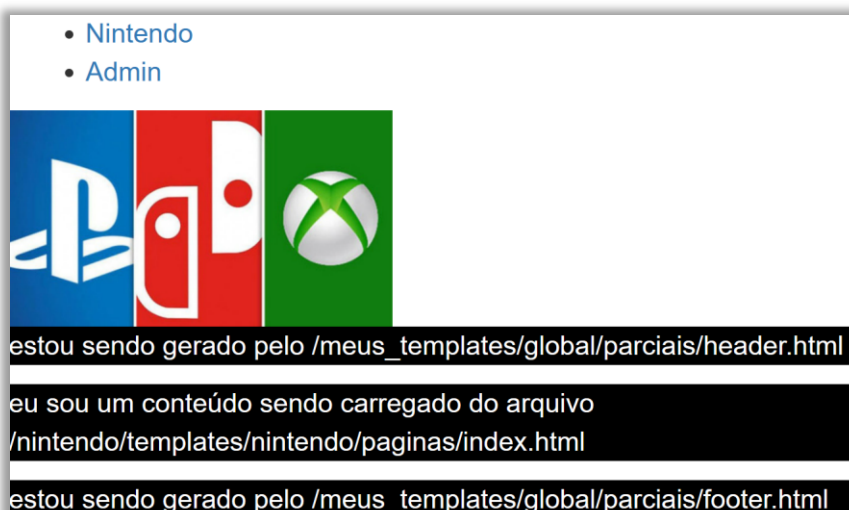 Nintendo
Admin
estou sendo gerado pelo /meus_templates/global/parciais/header.html
eu sou um conteúdo sendo carregado do arquivo
/nintendo/templates/nintendo/paginas/index.html
estou sendo gerado pelo /meus_templates/global/parciais/footer.html